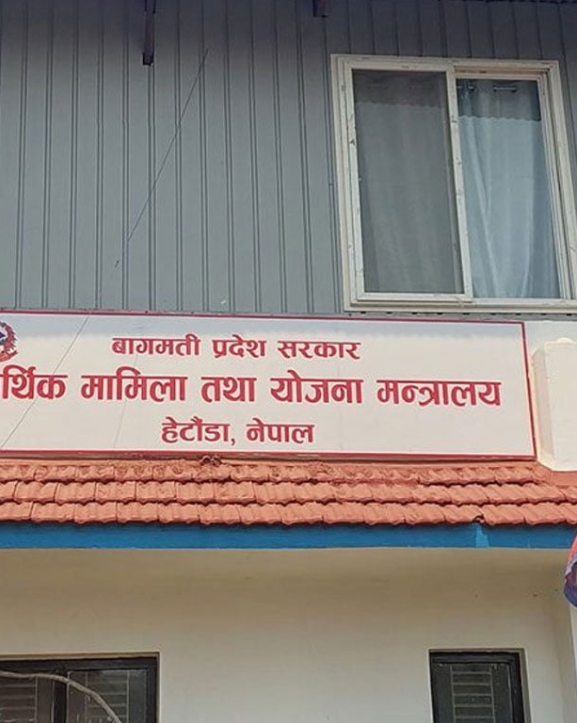 बागमती प्रदेश सरकार
र्थिक मामिला तथा योजना मन्त्रालय
हेटौंडा, नेपाल